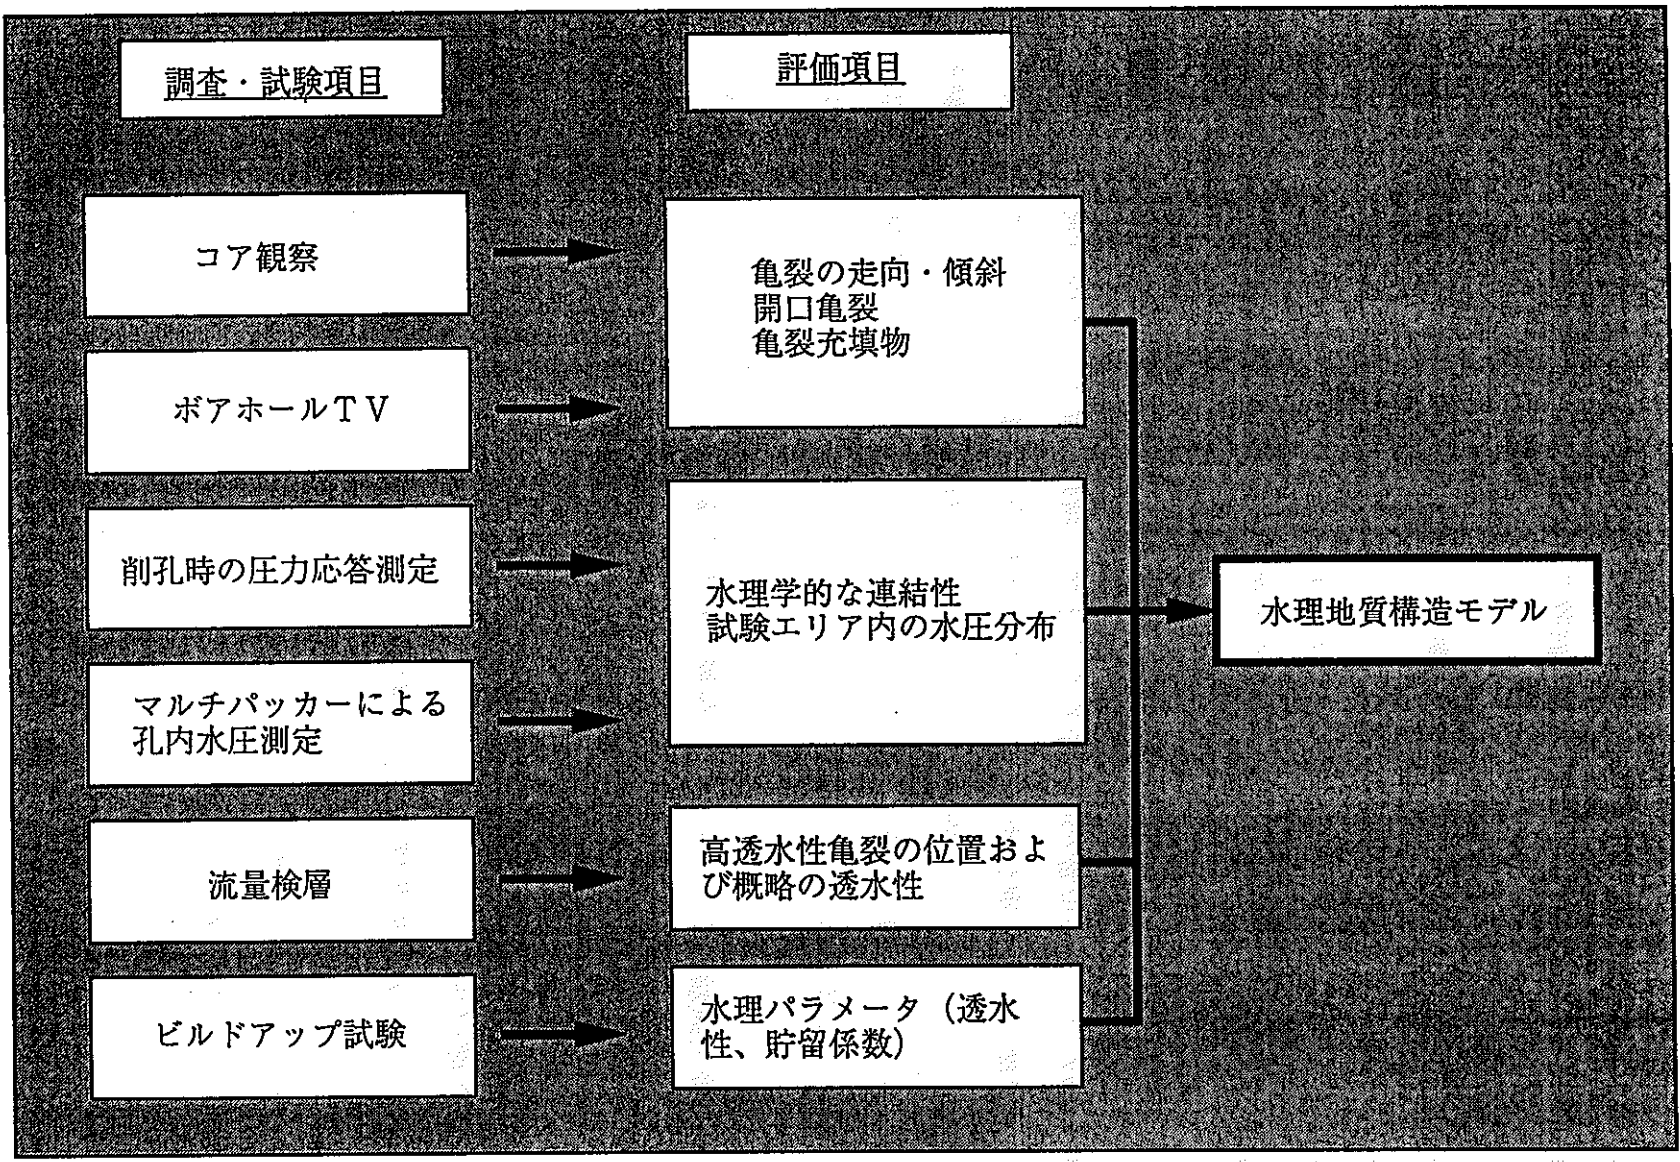 調査・試験項目
評価項目
コア観察
ボアホールTV
削孔時の圧力応答測定
マルチパッカーによる
孔内水圧測定
流量検層
ビルドアップ試験
亀裂の走向・傾斜
開口亀裂
亀裂充填物
水理学的な連結性
試験エリア内の水圧分布
高透水性亀裂の位置およ
び概略の透水性
水理パラメータ（透水
性、貯留係数）
水理地質構造モデル